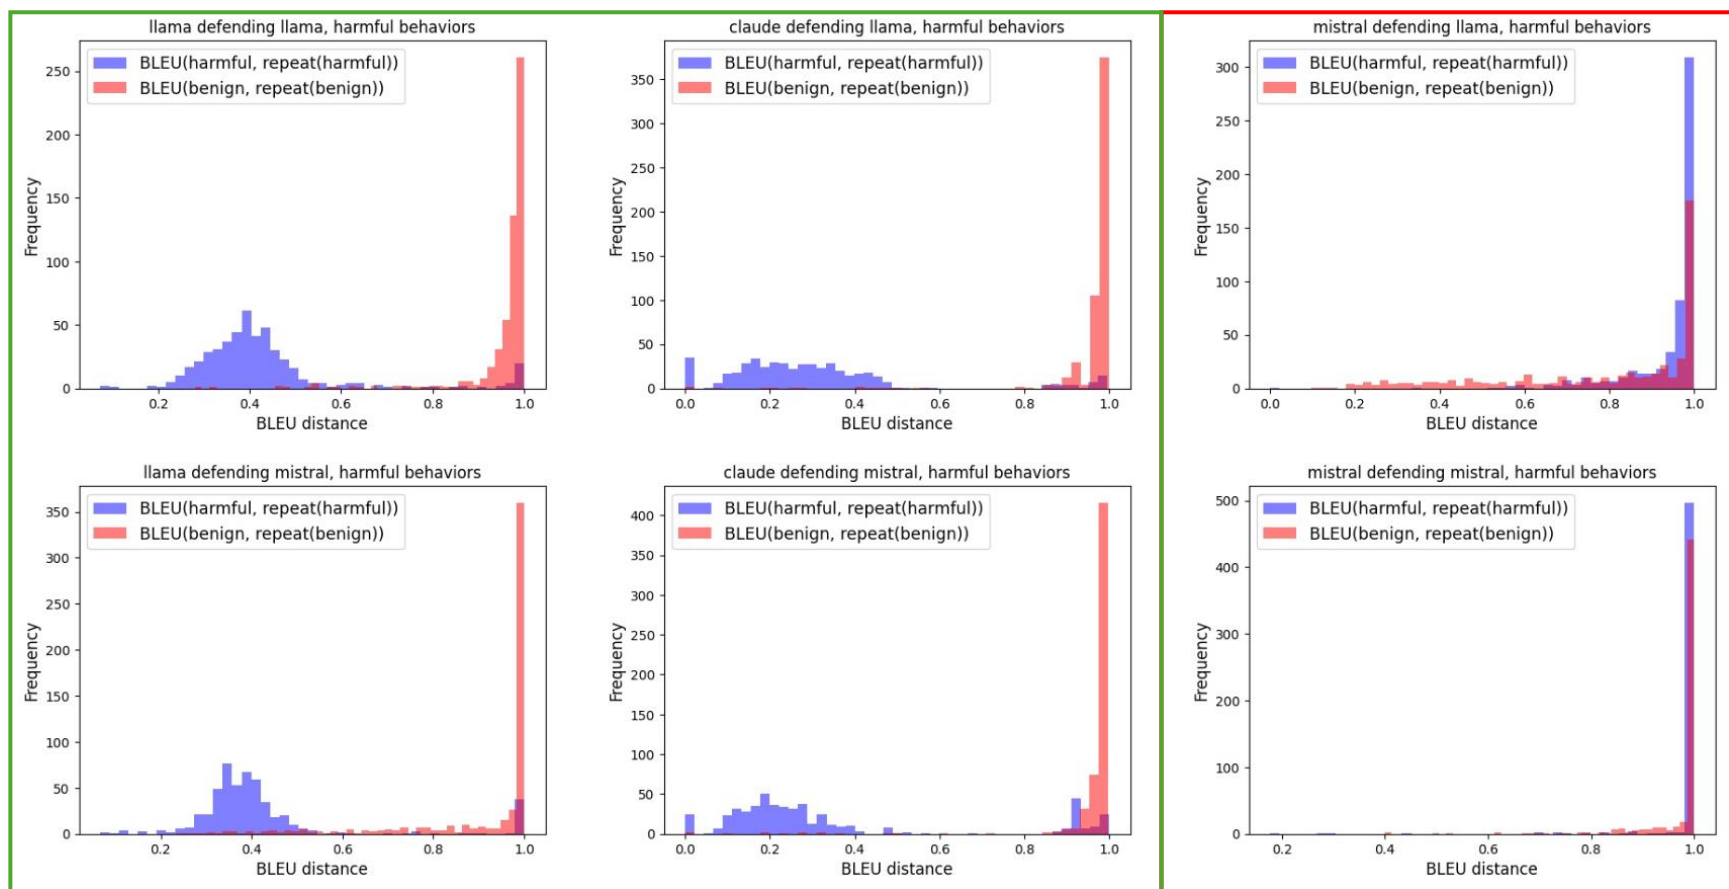 llama defending llama, harmful behaviors
BLEU(harmful, repeat(harmful))
BLEU(benign, repeat(benign))
250
200
150
100
50
0
Frequency
0.2 0.4 0.6 0.8 1.0
BLEU distance
claude defending llama, harmful behaviors
BLEU(harmful, repeat(harmful))
BLEU(benign, repeat(benign))
350
300
250
200
150
100
50
0
Frequency
0.0 0.2 0.4 0.6 0.8 1.0
BLEU distance
mistral defending llama, harmful behaviors
BLEU(harmful, repeat(harmful))
BLEU(benign, repeat(benign))
300
250
200
150
100
50
0
Frequency
0.0 0.2 0.4 0.6 0.8 1.0
BLEU distance
llama defending mistral, harmful behaviors
BLEU(harmful, repeat(harmful))
BLEU(benign, repeat(benign))
350
300
250
200
150
100
50
0
Frequency
0.2 0.4 0.6 0.8 1.0
BLEU distance
claude defending mistral, harmful behaviors
BLEU(harmful, repeat(harmful))
BLEU(benign, repeat(benign))
400
350
300
250
200
150
100
50
0
Frequency
0.0 0.2 0.4 0.6 0.8 1.0
BLEU distance
mistral defending mistral, harmful behaviors
BLEU(harmful, repeat(harmful))
BLEU(benign, repeat(benign))
500
400
300
200
100
0
Frequency
0.2 0.4 0.6 0.8 1.0
BLEU distance